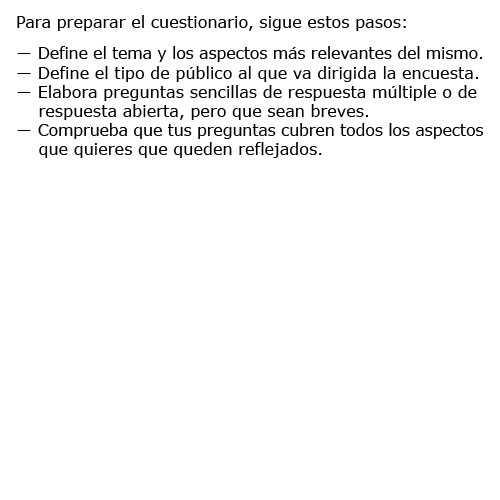 Para preparar el cuestionario, sigue estos pasos:
— Define el tema y los aspectos más relevantes del mismo.
— Define el tipo de público al que va dirigida la encuesta.
— Elabora preguntas sencillas de respuesta múltiple o de
respuesta abierta, pero que sean breves.
— Comprueba que tus preguntas cubren todos los aspectos
que quieres que queden reflejados.